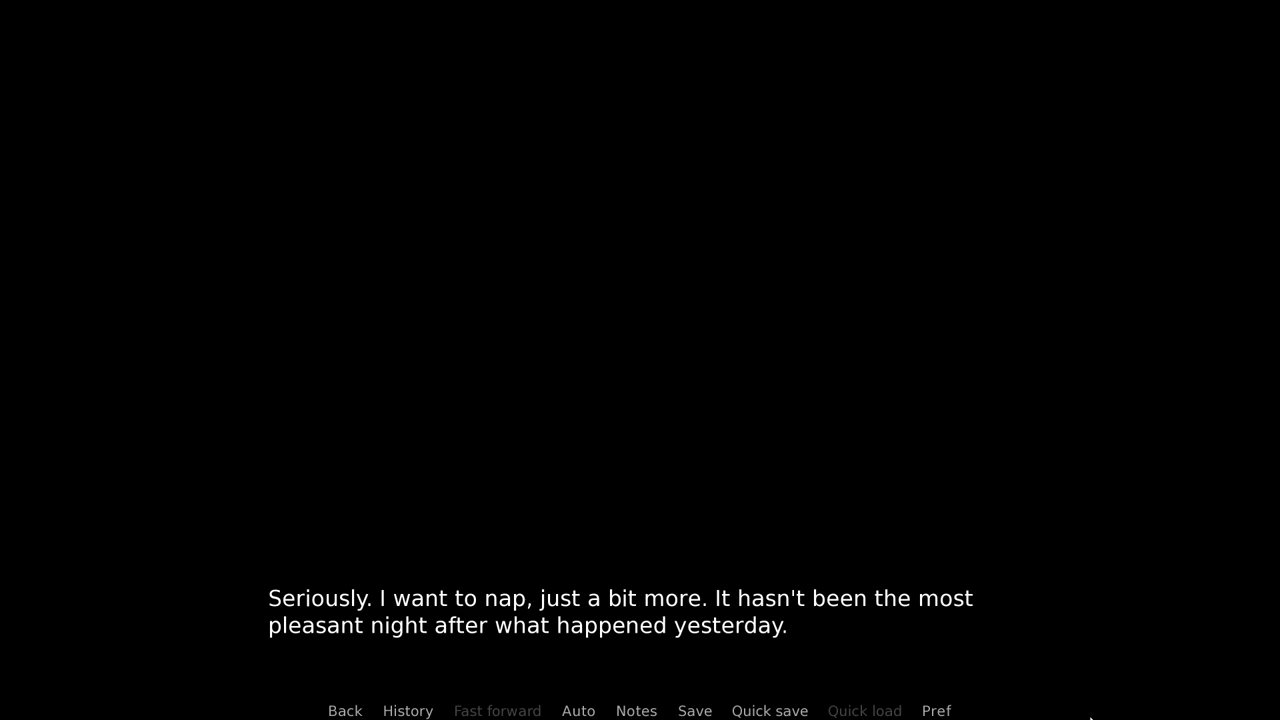 Seriously. I want to nap, just a bit more. It hasn't been the most
pleasant night after what happened yesterday.
Back History Fast forward Auto Notes Save Quick save Quick load Pref